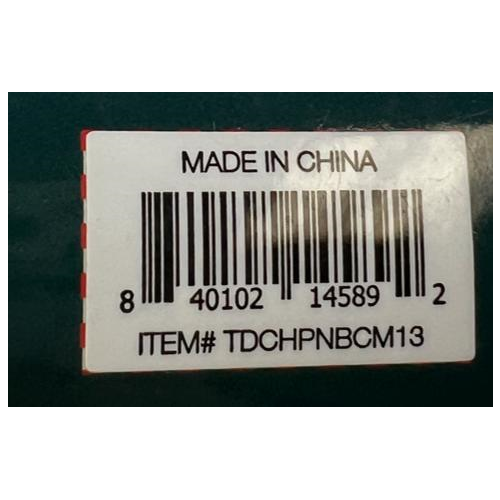 MADE IN CHINA
8 40102 14589 2
ITEM# TDCHPNBCM13